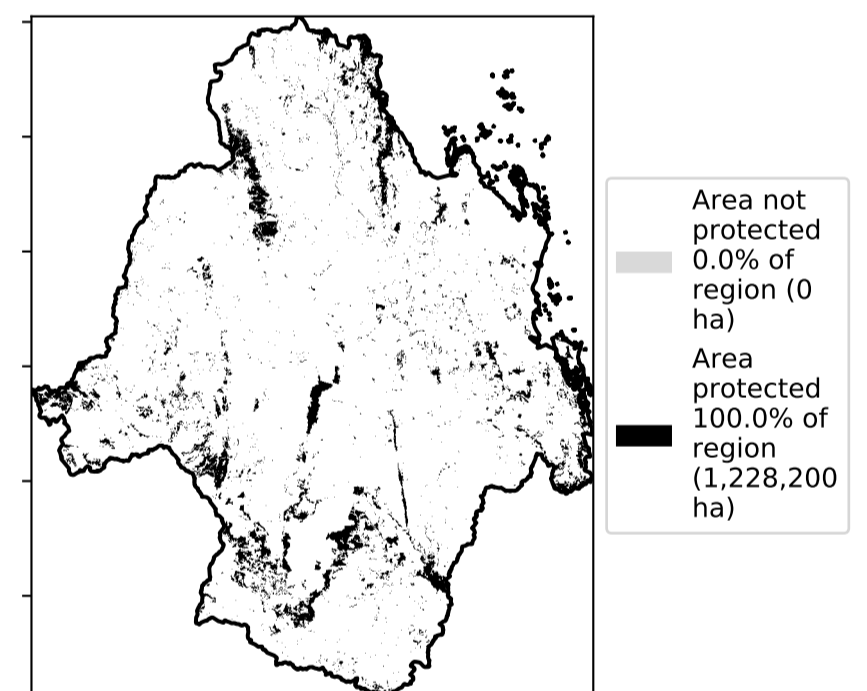 Area not
protected
0.0% of
region (0
ha)
Area
protected
100.0% of
region
(1,228,200
ha)